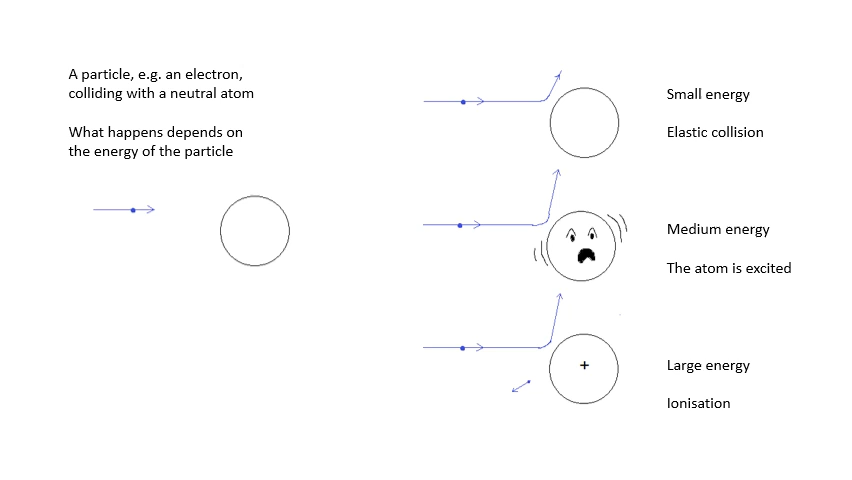 A particle, e.g. an electron,
colliding with a neutral atom
What happens depends on
the energy of the particle
Small energy
Elastic collision
Medium energy
The atom is excited
+
Large energy
Ionisation